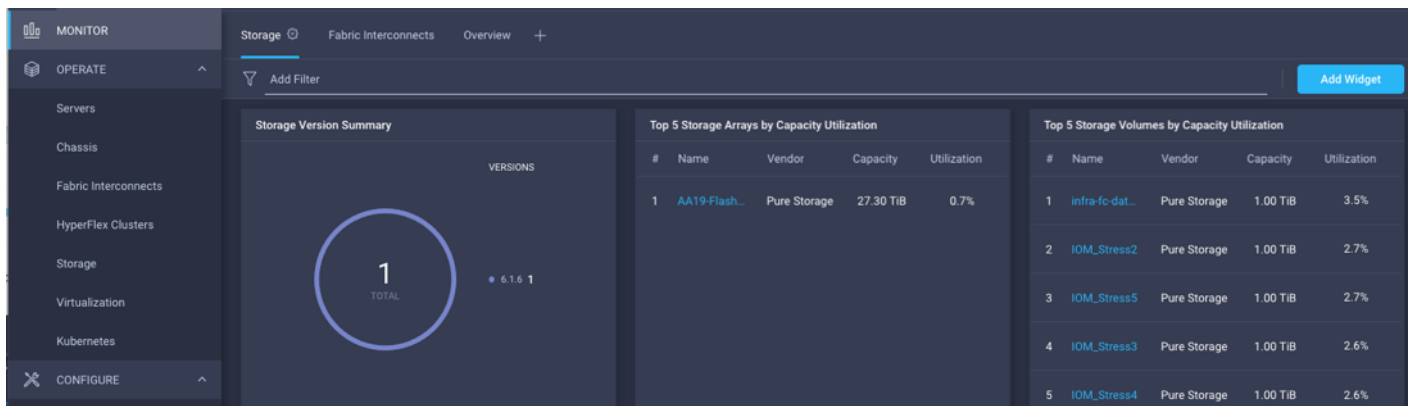 MONITOR
OPERATE
Servers
Chassis
Fabric Interconnects
HyperFlex Clusters
Storage
Virtualization
Kubernetes
CONFIGURE
Storage Fabric Interconnects Overview +
Add Filter
Add Widget
Storage Version Summary
VERSIONS
1
TOTAL
6.1.6 1
Top 5 Storage Arrays by Capacity Utilization
# Name Vendor Capacity Utilization
1 AA19-Flash... Pure Storage 27.30 TiB 0.7%
Top 5 Storage Volumes by Capacity Utilization
# Name Vendor Capacity Utilization
1 infra-fc-dat... Pure Storage 1.00 TiB 3.5%
2 IOM_Stress2 Pure Storage 1.00 TiB 2.7%
3 IOM_Stress5 Pure Storage 1.00 TiB 2.7%
4 IOM_Stress3 Pure Storage 1.00 TiB 2.6%
5 IOM_Stress4 Pure Storage 1.00 TiB 2.6%